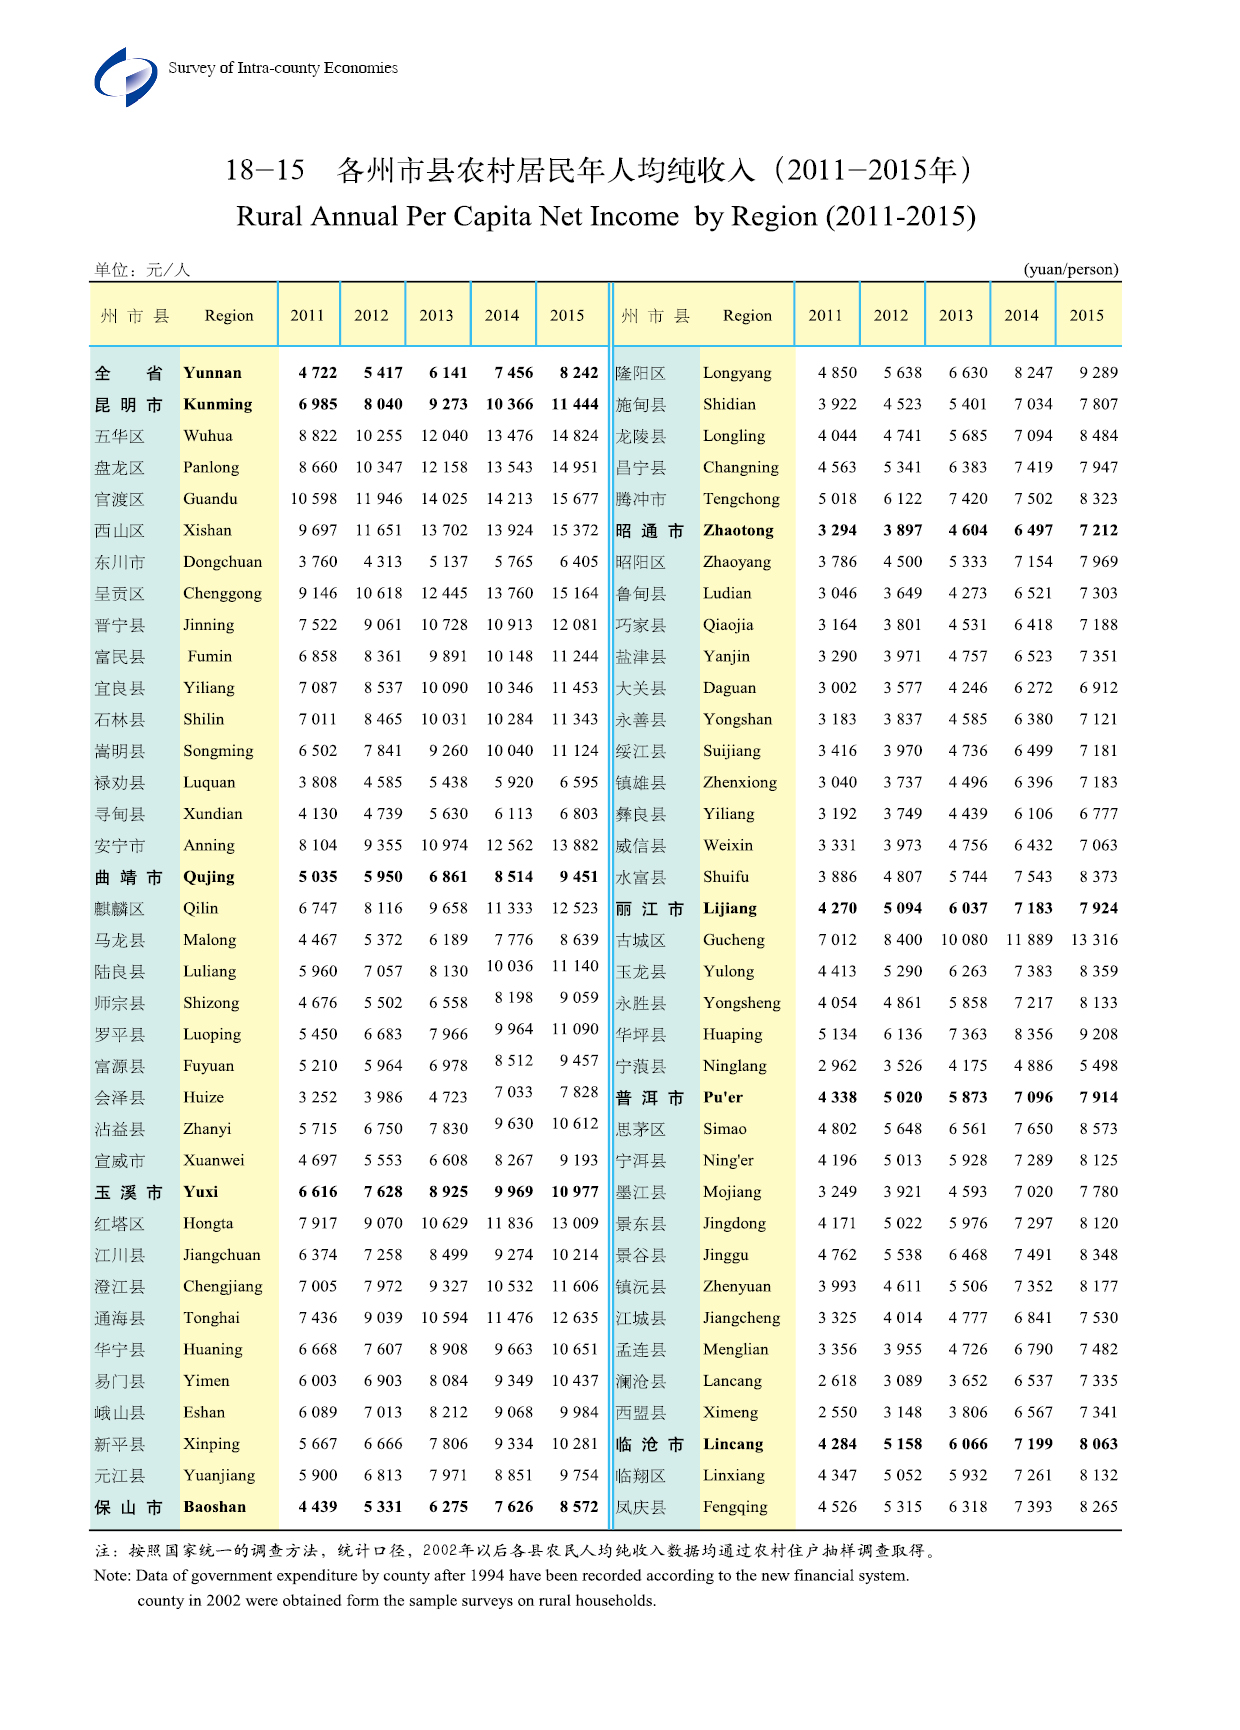 Survey of Intra-county Economies
18-15 各州市县农村居民年人均纯收入（2011-2015年）
Rural Annual Per Capita Net Income by Region (2011-2015)
单位：元/人 (yuan/person)
州 市 县 Region 2011 2012 2013 2014 2015 州 市 县 Region 2011 2012 2013 2014 2015
全 省 Yunnan 4 722 5 417 6 141 7 456 8 242 隆阳区 Longyang 4 850 5 638 6 630 8 247 9 289
昆 明 市 Kunming 6 985 8 040 9 273 10 366 11 444 施甸县 Shidian 3 922 4 523 5 401 7 034 7 807
五华区 Wuhua 8 822 10 255 12 040 13 476 14 824 龙陵县 Longling 4 044 4 741 5 685 7 094 8 484
盘龙区 Panlong 8 660 10 347 12 158 13 543 14 951 昌宁县 Changning 4 563 5 341 6 383 7 419 7 947
官渡区 Guandu 10 598 11 946 14 025 14 213 15 677 腾冲市 Tengchong 5 018 6 122 7 420 7 502 8 323
西山区 Xishan 9 697 11 651 13 702 13 924 15 372 昭 通 市 Zhaotong 3 294 3 897 4 604 6 497 7 212
东川市 Dongchuan 3 760 4 313 5 137 5 765 6 405 昭阳区 Zhaoyang 3 786 4 500 5 333 7 154 7 969
呈贡区 Chenggong 9 146 10 618 12 445 13 760 15 164 鲁甸县 Ludian 3 046 3 649 4 273 6 521 7 303
晋宁县 Jinning 7 522 9 061 10 728 10 913 12 081 巧家县 Qiaojia 3 164 3 801 4 531 6 418 7 188
富民县 Fumin 6 858 8 361 9 891 10 148 11 244 盐津县 Yanjin 3 290 3 971 4 757 6 523 7 351
宜良县 Yiliang 7 087 8 537 10 090 10 346 11 453 大关县 Daguan 3 002 3 577 4 246 6 272 6 912
石林县 Shilin 7 011 8 465 10 031 10 284 11 343 永善县 Yongshan 3 183 3 837 4 585 6 380 7 121
嵩明县 Songming 6 502 7 841 9 260 10 040 11 124 绥江县 Suijiang 3 416 3 970 4 736 6 499 7 181
禄劝县 Luquan 3 808 4 585 5 438 5 920 6 595 镇雄县 Zhenxiong 3 040 3 737 4 496 6 396 7 183
寻甸县 Xundian 4 130 4 739 5 630 6 113 6 803 彝良县 Yiliang 3 192 3 749 4 439 6 106 6 777
安宁市 Anning 8 104 9 355 10 974 12 562 13 882 威信县 Weixin 3 331 3 973 4 756 6 432 7 063
曲 靖 市 Qujing 5 035 5 950 6 861 8 514 9 451 水富县 Shuifu 3 886 4 807 5 744 7 543 8 373
麒麟区 Qilin 6 747 8 116 9 658 11 333 12 523 丽 江 市 Lijiang 4 270 5 094 6 037 7 183 7 924
马龙县 Malong 4 467 5 372 6 189 7 776 8 639 古城区 Gucheng 7 012 8 400 10 080 11 889 13 316
陆良县 Luliang 5 960 7 057 8 130 10 036 11 140 玉龙县 Yulong 4 413 5 290 6 263 7 383 8 359
师宗县 Shizong 4 676 5 502 6 558 8 198 9 059 永胜县 Yongsheng 4 054 4 861 5 858 7 217 8 133
罗平县 Luoping 5 450 6 683 7 966 9 964 11 090 华坪县 Huaping 5 134 6 136 7 363 8 356 9 208
富源县 Fuyuan 5 210 5 964 6 978 8 512 9 457 宁蒗县 Ninglang 2 962 3 526 4 175 4 886 5 498
会泽县 Huize 3 252 3 986 4 723 7 033 7 828 普 洱 市 Pu'er 4 338 5 020 5 873 7 096 7 914
沾益县 Zhanyi 5 715 6 750 7 830 9 630 10 612 思茅区 Simao 4 802 5 648 6 561 7 650 8 573
宣威市 Xuanwei 4 697 5 553 6 608 8 267 9 193 宁洱县 Ning'er 4 196 5 013 5 928 7 289 8 125
玉 溪 市 Yuxi 6 616 7 628 8 925 9 969 10 977 墨江县 Mojiang 3 249 3 921 4 593 7 020 7 780
红塔区 Hongta 7 917 9 070 10 629 11 836 13 009 景东县 Jingdong 4 171 5 022 5 976 7 297 8 120
江川县 Jiangchuan 6 374 7 258 8 499 9 274 10 214 景谷县 Jinggu 4 762 5 538 6 468 7 491 8 348
澄江县 Chengjiang 7 005 7 972 9 327 10 532 11 606 镇沅县 Zhenyuan 3 993 4 611 5 506 7 352 8 177
通海县 Tonghai 7 436 9 039 10 594 11 476 12 635 江城县 Jiangcheng 3 325 4 014 4 777 6 841 7 530
华宁县 Huaning 6 668 7 607 8 908 9 663 10 651 孟连县 Menglian 3 356 3 955 4 726 6 790 7 482
易门县 Yimen 6 003 6 903 8 084 9 349 10 437 澜沧县 Lancang 2 618 3 089 3 652 6 537 7 335
峨山县 Eshan 6 089 7 013 8 212 9 068 9 984 西盟县 Ximeng 2 550 3 148 3 806 6 567 7 341
新平县 Xinping 5 667 6 666 7 806 9 334 10 281 临 沧 市 Lincang 4 284 5 158 6 066 7 199 8 063
元江县 Yuanjiang 5 900 6 813 7 971 8 851 9 754 临翔区 Linxiang 4 347 5 052 5 932 7 261 8 132
保 山 市 Baoshan 4 439 5 331 6 275 7 626 8 572 凤庆县 Fengqing 4 526 5 315 6 318 7 393 8 265
注：按照国家统一的调查方法，统计口径，2002年以后各县农民人均纯收入数据均通过农村住户抽样调查取得。
Note: Data of government expenditure by county after 1994 have been recorded according to the new financial system.
county in 2002 were obtained form the sample surveys on rural households.